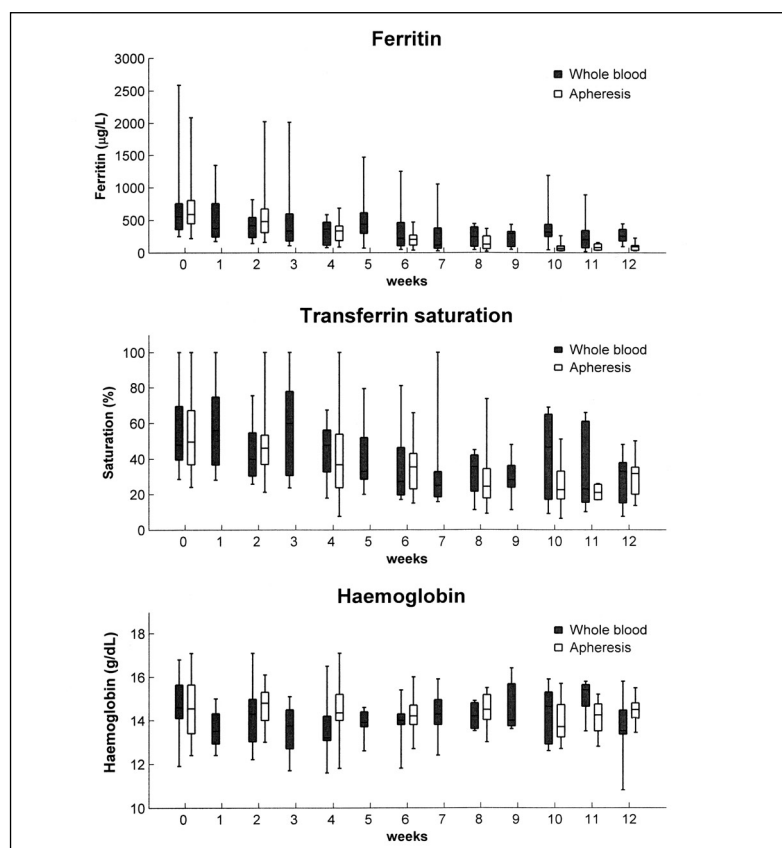 Ferritin
3000
2500
2000
1500
1000
500
0
Ferritin (µg/L)
Whole blood
Apheresis
0 1 2 3 4 5 6 7 8 9 10 11 12
weeks
Transferrin saturation
100
80
60
40
20
0
Saturation (%)
Whole blood
Apheresis
0 1 2 3 4 5 6 7 8 9 10 11 12
weeks
Haemoglobin
18
16
14
12
10
Haemoglobin (g/dL)
Whole blood
Apheresis
0 1 2 3 4 5 6 7 8 9 10 11 12
weeks